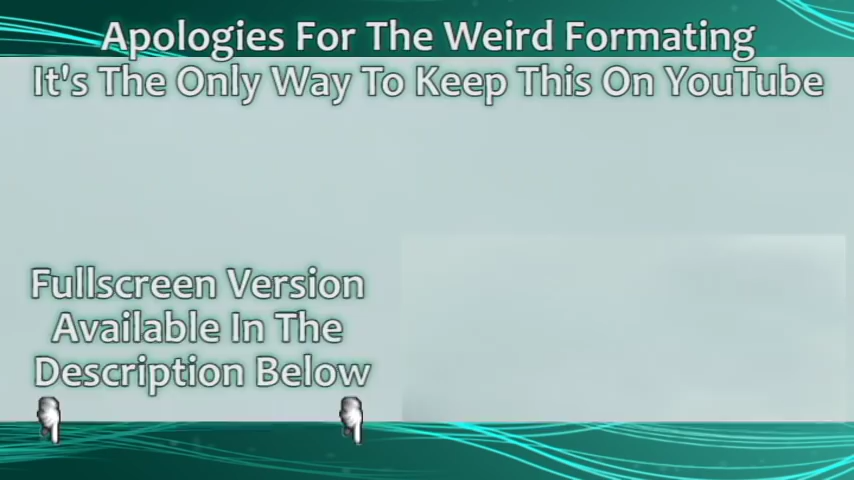 Apologies For The Weird Formating
It's The Only Way To Keep This On YouTube
Fullscreen Version
Available In The
Description Below